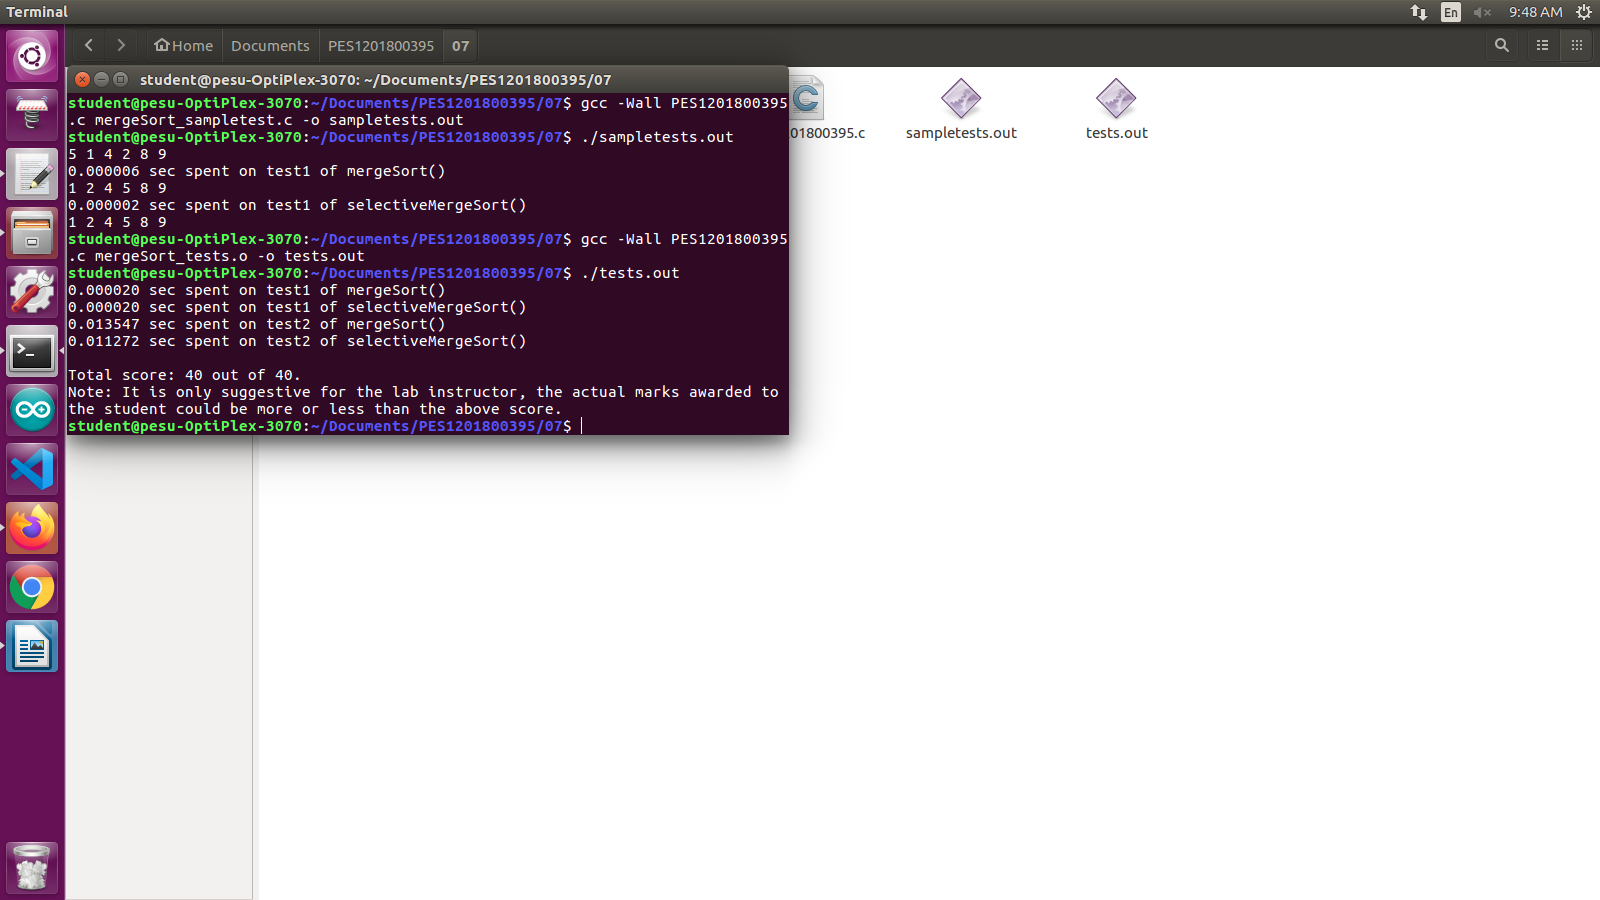 Terminal
En
9:48 AM
Home
Documents
PES1201800395
07
student@pesu-OptiPlex-3070: ~/Documents/PES1201800395/07
student@pesu-OptiPlex-3070:~/Documents/PES1201800395/07$ gcc -Wall PES1201800395
.c mergeSort_sampletest.c -o sampletests.out
student@pesu-OptiPlex-3070:~/Documents/PES1201800395/07$ ./sampletests.out
5 1 4 2 8 9
0.000006 sec spent on test1 of mergeSort()
1 2 4 5 8 9
0.000002 sec spent on test1 of selectiveMergeSort()
1 2 4 5 8 9
student@pesu-OptiPlex-3070:~/Documents/PES1201800395/07$ gcc -Wall PES1201800395
.c mergeSort_tests.o -o tests.out
student@pesu-OptiPlex-3070:~/Documents/PES1201800395/07$ ./tests.out
0.000020 sec spent on test1 of mergeSort()
0.000020 sec spent on test1 of selectiveMergeSort()
0.013547 sec spent on test2 of mergeSort()
0.011272 sec spent on test2 of selectiveMergeSort()
Total score: 40 out of 40.
Note: It is only suggestive for the lab instructor, the actual marks awarded to
the student could be more or less than the above score.
student@pesu-OptiPlex-3070:~/Documents/PES1201800395/07$
01800395.c
sampletests.out
tests.out